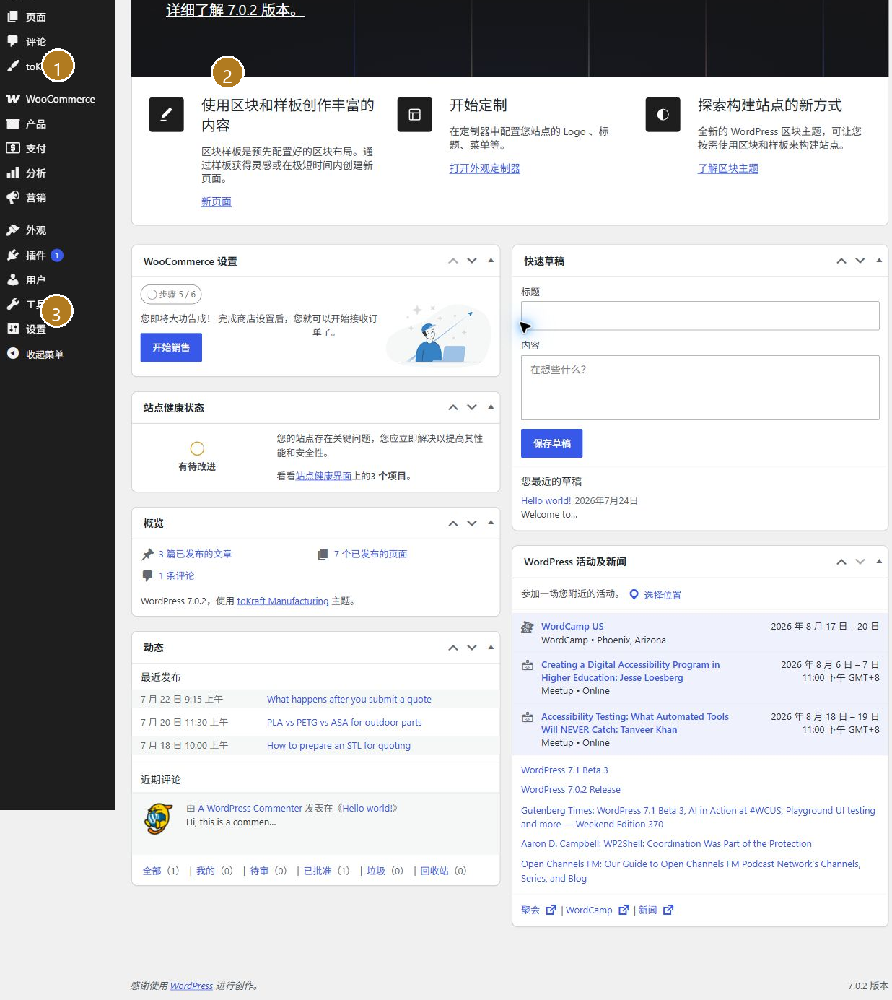 页面
评论
toK
1
WooCommerce
产品
支付
分析
营销
外观
插件 1
用户
工具
3
设置
收起菜单
详细了解 7.0.2 版本。
2
使用区块和样板创作丰富的
内容
区块样板是预先配置好的区块布局。通
过样板获得灵感或在极短时间内创建新
页面。
新页面
开始定制
在定制器中配置您站点的 Logo 、标
题、菜单等。
打开外观定制器
探索构建站点的新方式
全新的 WordPress 区块主题，可让您
按需使用区块和样板来构建站点。
了解区块主题
WooCommerce 设置
步骤 5 / 6
您即将大功告成！ 完成商店设置后，您就可以开始接收订
单了。
开始销售
站点健康状态
有待改进
您的站点存在关键问题，您应立即解决以提高其性
能和安全性。
看看站点健康界面上的3 个项目。
概览
3 篇已发布的文章
7 个已发布的页面
1 条评论
WordPress 7.0.2，使用 toKraft Manufacturing 主题。
动态
最近发布
7 月 22 日 9:15 上午 What happens after you submit a quote
7 月 20 日 11:30 上午 PLA vs PETG vs ASA for outdoor parts
7 月 18 日 10:00 上午 How to prepare an STL for quoting
近期评论
由 A WordPress Commenter 发表在《Hello world!》
Hi, this is a commen...
全部（1） | 我的（0） | 待审（0） | 已批准（1） | 垃圾（0） | 回收站（0）
快速草稿
标题
内容
在想些什么？
保存草稿
您最近的草稿
Hello world! 2026年7月24日
Welcome to...
WordPress 活动及新闻
参加一场您附近的活动。 选择位置
WordCamp US 2026 年 8 月 17 日 – 20 日
WordCamp • Phoenix, Arizona
Creating a Digital Accessibility Program in 2026 年 8 月 6 日 – 7 日
Higher Education: Jesse Loesberg 11:00 下午 GMT+8
Meetup • Online
Accessibility Testing: What Automated Tools 2026 年 8 月 18 日 – 19 日
Will NEVER Catch: Tanveer Khan 11:00 下午 GMT+8
Meetup • Online
WordPress 7.1 Beta 3
WordPress 7.0.2 Release
Gutenberg Times: WordPress 7.1 Beta 3, AI in Action at #WCUS, Playground UI testing
and more — Weekend Edition 370
Aaron D. Campbell: WP2Shell: Coordination Was Part of the Protection
Open Channels FM: Our Guide to Open Channels FM Podcast Network’s Channels,
Series, and Blog
聚会 | WordCamp | 新闻
感谢使用 WordPress 进行创作。
7.0.2 版本